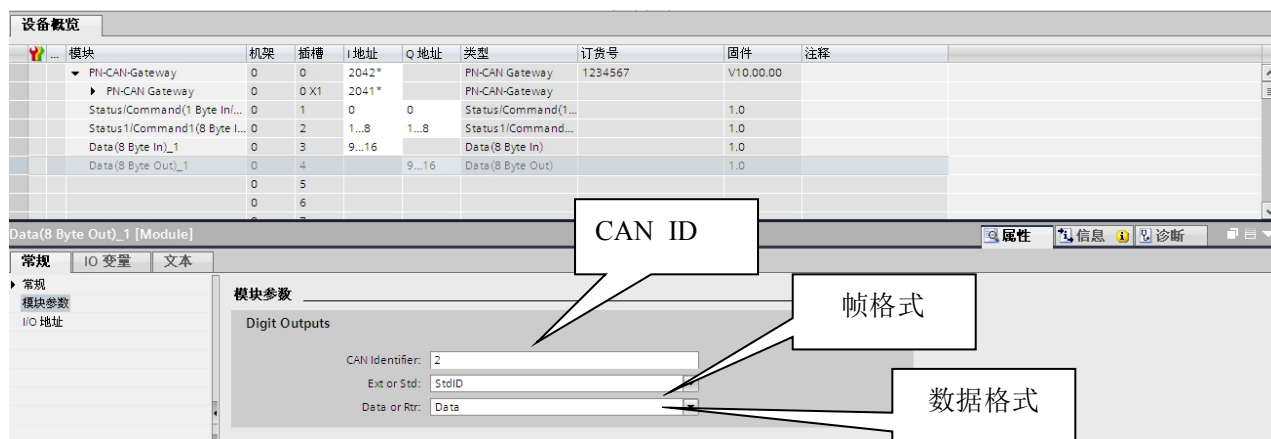 设备概览
... 模块 机架 插槽 I 地址 Q 地址 类型 订货号 固件 注释
PN-CAN-Gateway 0 0 2042* PN-CAN Gateway 1234567 V10.00.00
PN-CAN Gateway 0 0 X1 2041* PN-CAN-Gateway
Status/Command(1 Byte In/... 0 1 0 0 Status/Command(1... 1.0
Status1/Command1(8 Byte I... 0 2 1...8 1...8 Status1/Command... 1.0
Data(8 Byte In)_1 0 3 9...16 Data(8 Byte In) 1.0
Data(8 Byte Out)_1 0 4 9...16 Data(8 Byte Out) 1.0
0 5
0 6
CAN ID
Data(8 Byte Out)_1 [Module] 属性 信息 诊断
常规 IO 变量 文本
常规
模块参数
I/O 地址
模块参数
Digit Outputs
帧格式
CAN Identifier: 2
Ext or Std: StdID
Data or Rtr: Data
数据格式